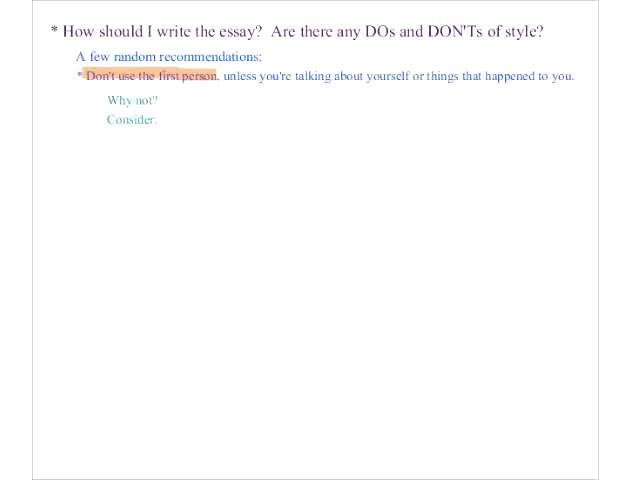 * How should I write the essay?  Are there any DOs and DON'Ts of style?
A few random recommendations:
* Don't use the first person, unless you're talking about yourself or things that happened to you.
Why not?
Consider: